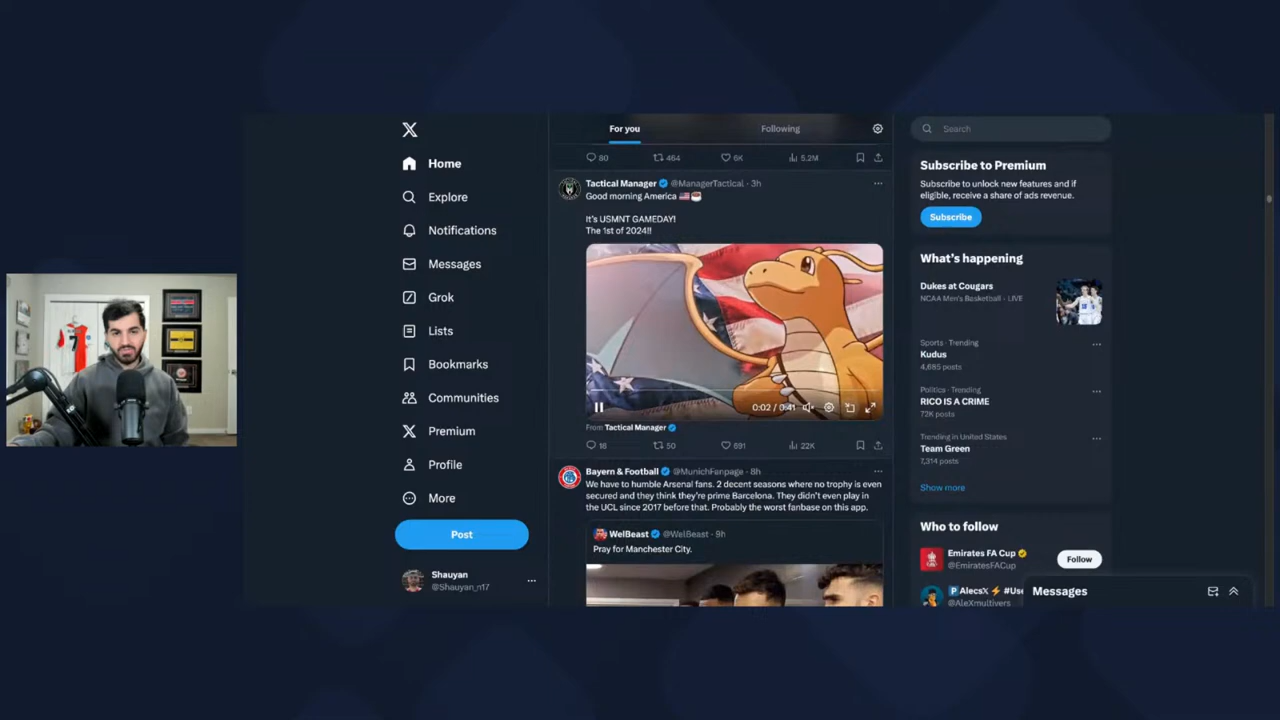 Home
Explore
Notifications
Messages
Grok
Lists
Bookmarks
Communities
Premium
Profile
More
Post
Shauyan
@Shauyan_n17
For you
Following
80
464
6K
5.2M
Tactical Manager @ManagerTactical · 3h
Good morning America
It's USMNT GAMEDAY!
The 1st of 2024!!
0:02 / 0:41
From Tactical Manager
16
50
691
22K
Bayern & Football @MunichFanpage · 8h
We have to humble Arsenal fans. 2 decent seasons where no trophy is even
secured and they think they're prime Barcelona. They didn't even play in
the UCL since 2017 before that. Probably the worst fanbase on this app.
WelBeast @WelBeast · 9h
Pray for Manchester City.
Search
Subscribe to Premium
Subscribe to unlock new features and if
eligible, receive a share of ads revenue.
Subscribe
What's happening
Dukes at Cougars
NCAA Men's Basketball · LIVE
Sports · Trending
Kudus
4,685 posts
Politics · Trending
RICO IS A CRIME
72K posts
Trending in United States
Team Green
7,314 posts
Show more
Who to follow
Emirates FA Cup
@EmiratesFACup
Follow
AlecsX ⚡ #Use
@AleXmultivers
Messages